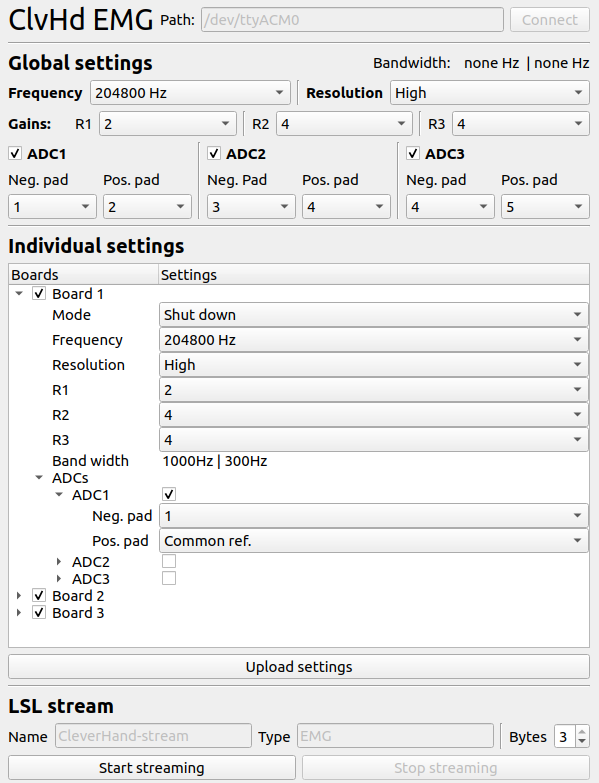 ClvHd EMG Path: /dev/ttyACM0 Connect
Global settings Bandwidth: none Hz | none Hz
Frequency 204800 Hz Resolution High
Gains: R1 2 R2 4 R3 4
ADC1 ADC2 ADC3
Neg. pad Pos. pad Neg. Pad Pos. pad Neg. pad Pos. pad
1 2 3 4 4 5
Individual settings
Boards Settings
Board 1
Mode Shut down
Frequency 204800 Hz
Resolution High
R1 2
R2 4
R3 4
Band width 1000Hz | 300Hz
ADCs
ADC1
Neg. pad 1
Pos. pad Common ref.
ADC2
ADC3
Board 2
Board 3
Upload settings
LSL stream
Name CleverHand-stream Type EMG Bytes 3
Start streaming Stop streaming